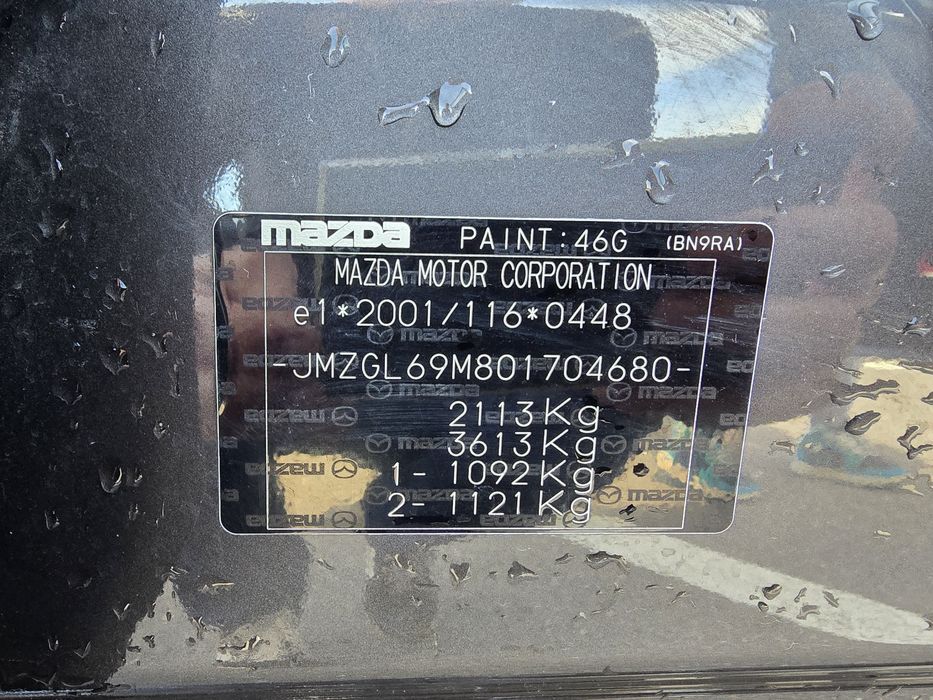 mazda PAINT:46G (BN9RA)
MAZDA MOTOR CORPORATION
e1*2001/116*0448
-JMZGL69M801704680-
2113Kg
3613Kg
1- 1092Kg
2- 1121Kg